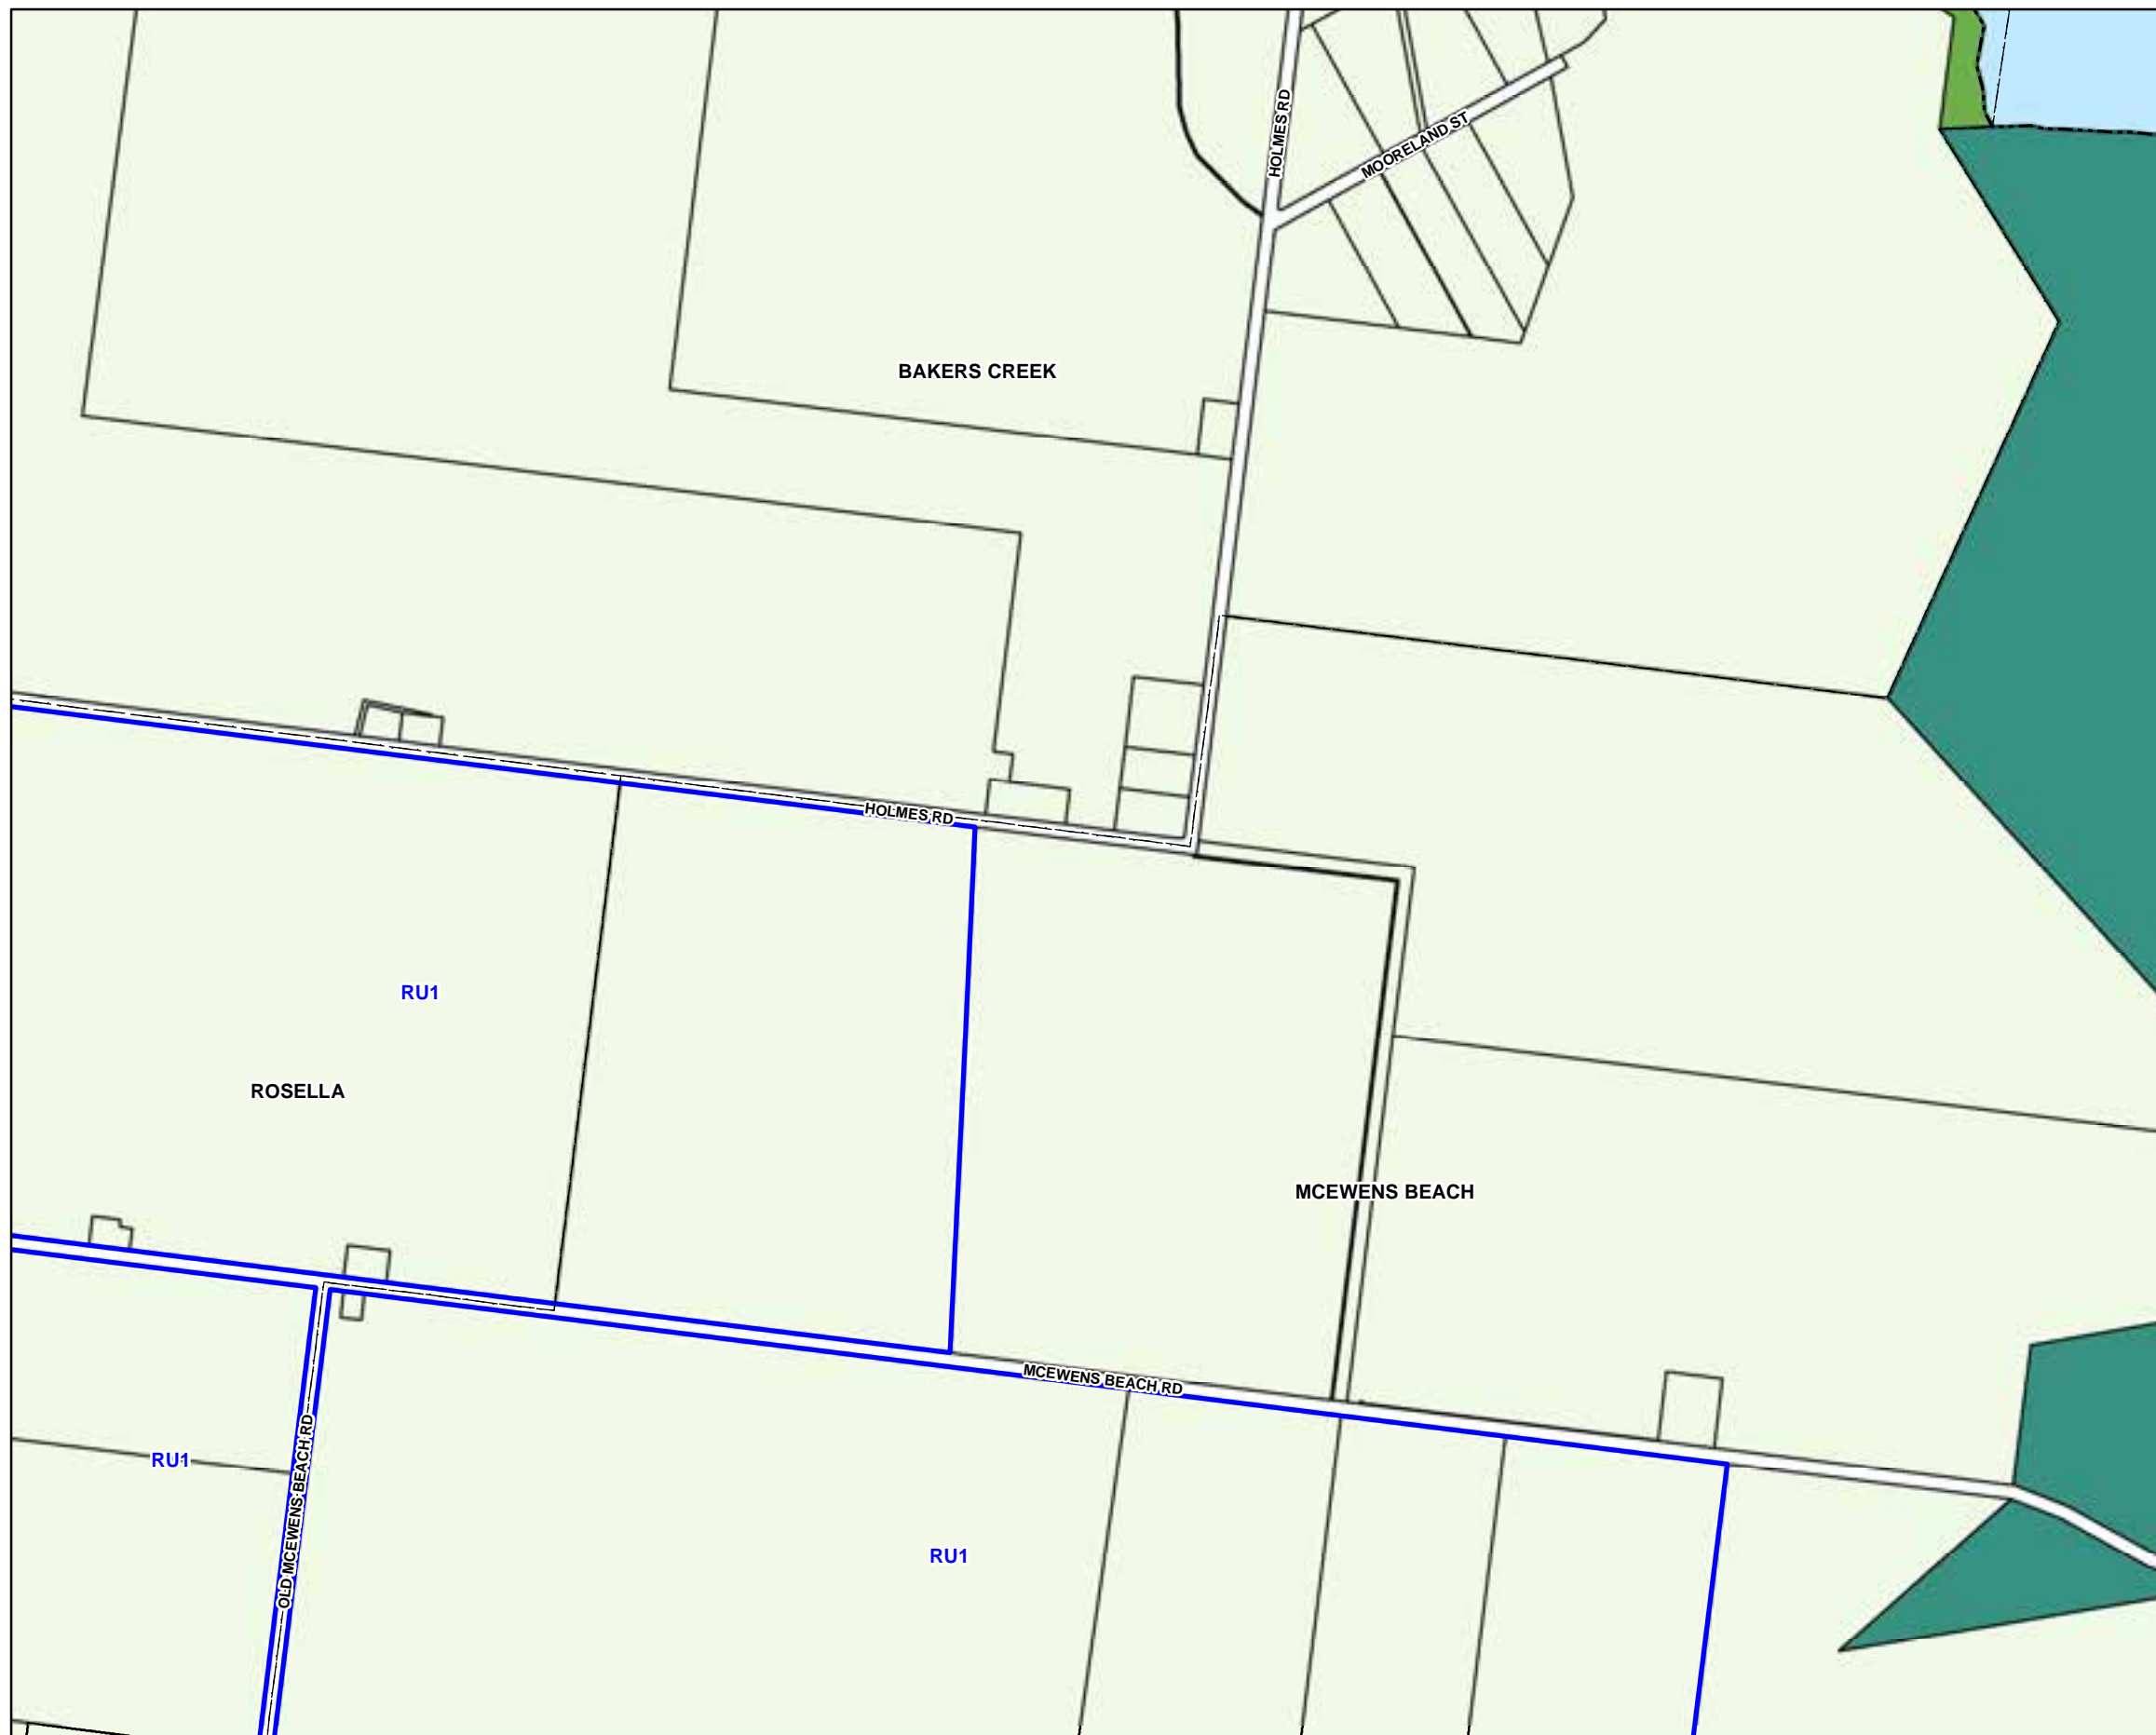 HOLMES RD
MOORELAND ST
BAKERS CREEK
HOLMES RD
RU1
ROSELLA
MCEWENS BEACH
MCEWENS BEACH RD
RU1
OLD MCEWENS BEACH RD
RU1